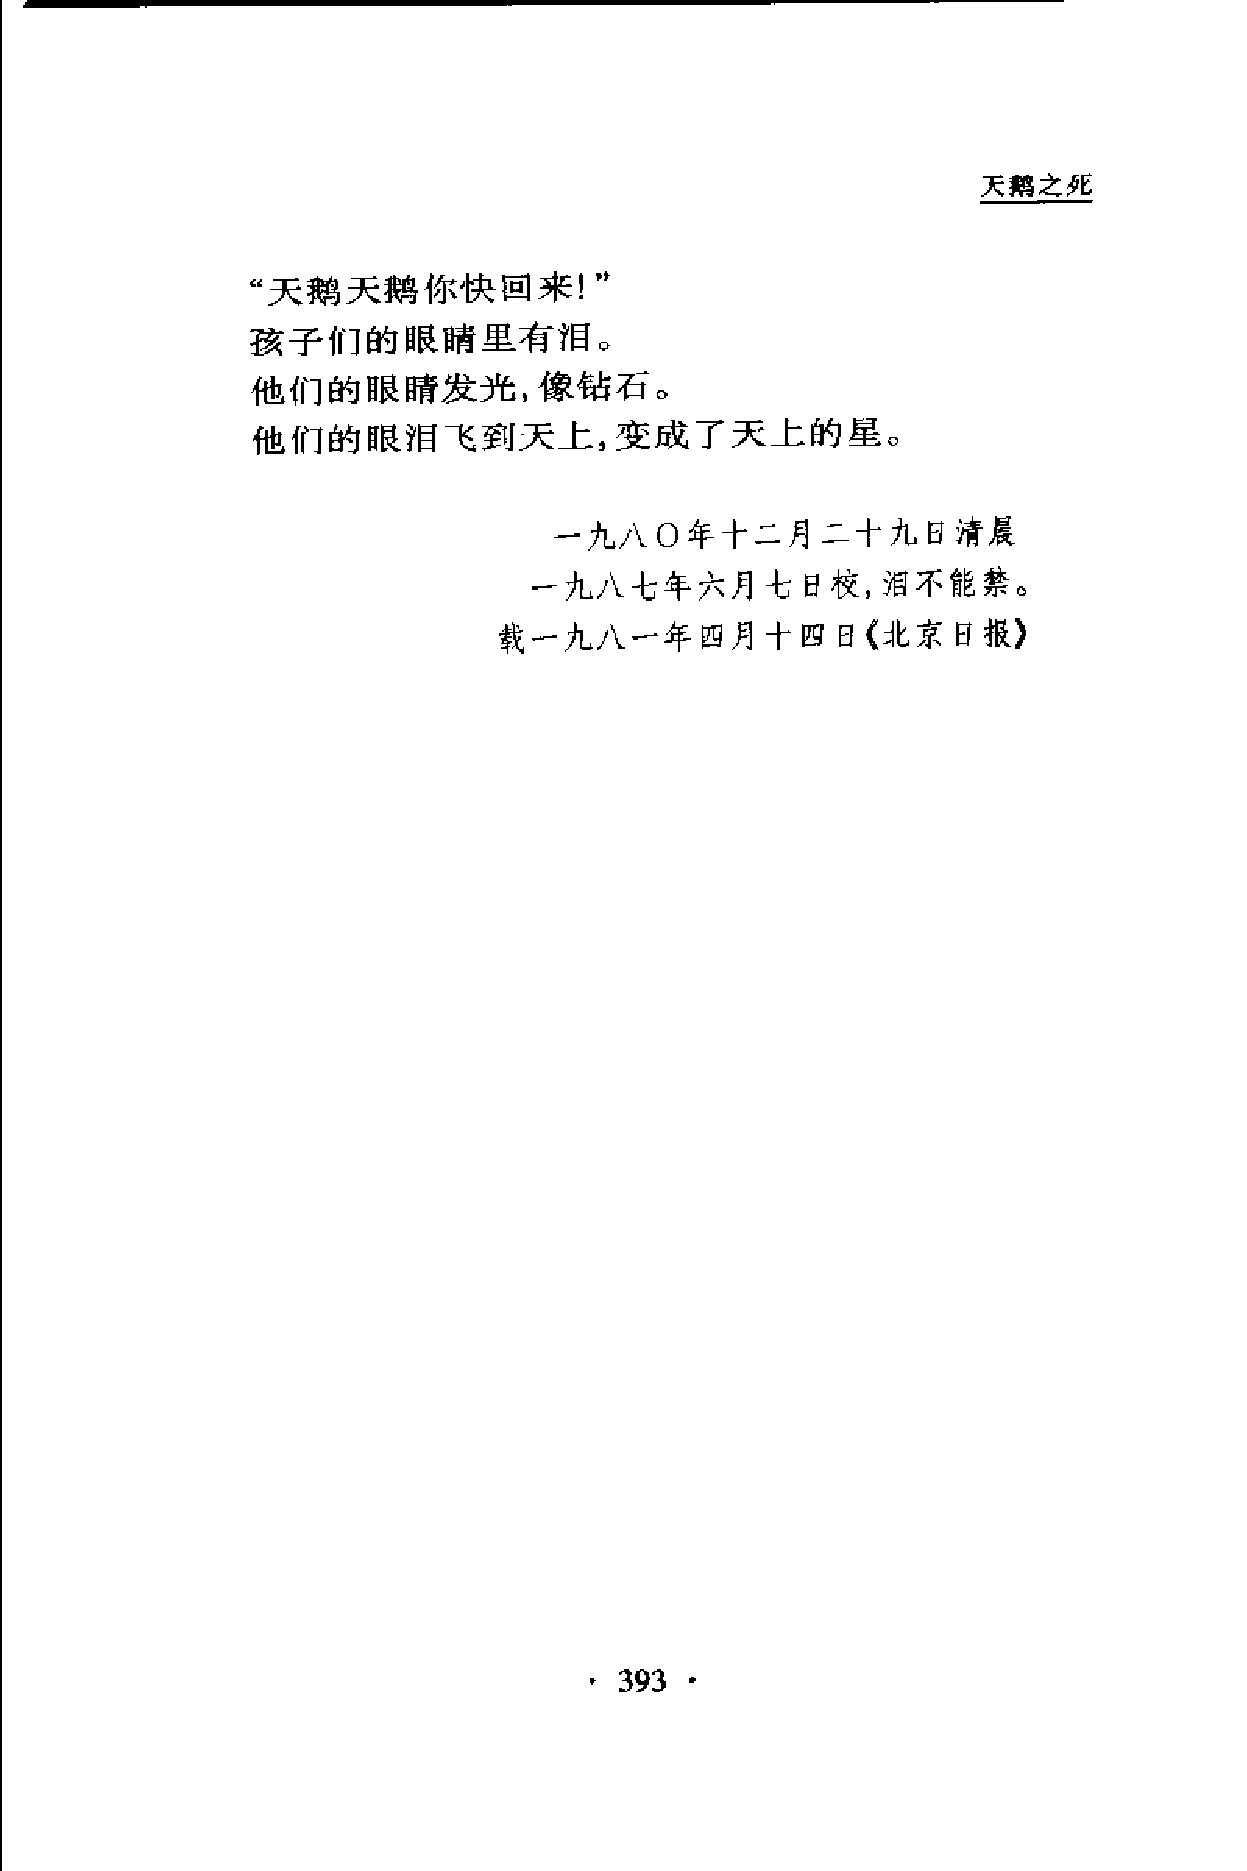 天鹅之死
“天鹅天鹅你快回来！”
孩子们的眼睛里有泪。
他们的眼睛发光，像钻石。
他们的眼泪飞到天上，变成了天上的星。
一九八〇年十二月二十九日清晨
一九八七年六月七日校，泪不能禁。
载一九八一年四月十四日《北京日报》
· 393 ·